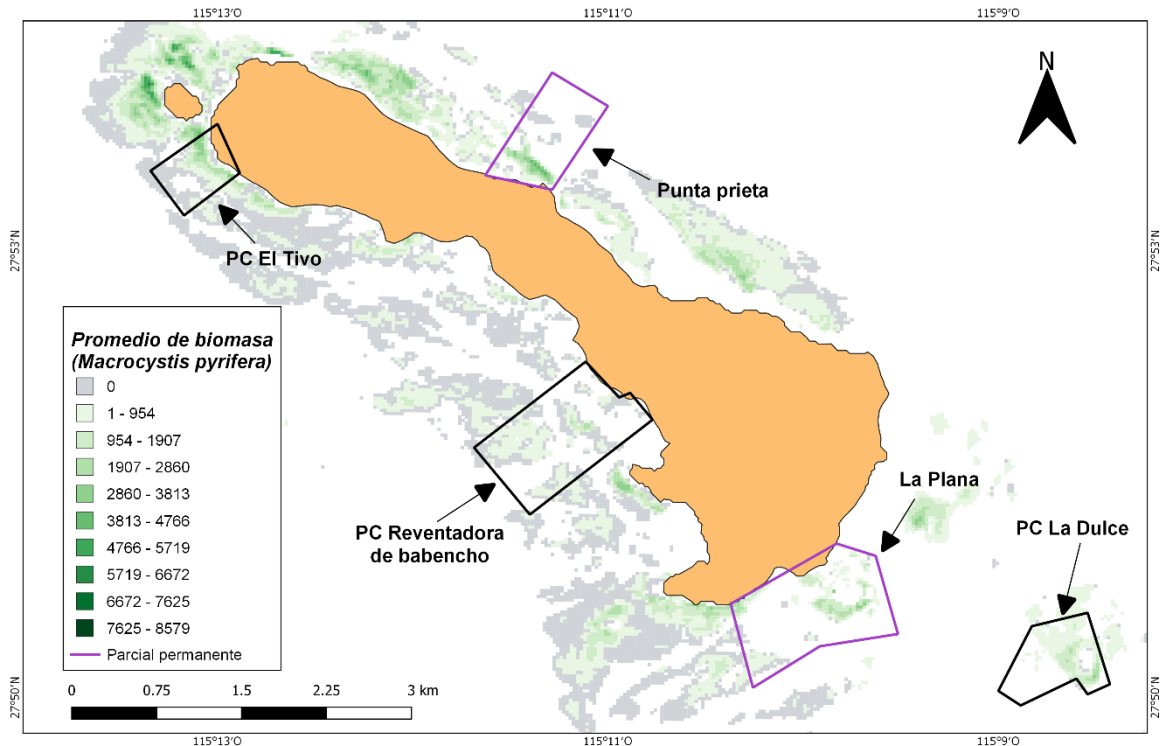 115°13'O
115°11'O
115°9'O
N
Punta prieta
27°53'N
27°53'N
PC El Tivo
Promedio de biomasa
(Macrocystis pyrifera)
0
1 - 954
954 - 1907
1907 - 2860
2860 - 3813
3813 - 4766
4766 - 5719
5719 - 6672
6672 - 7625
7625 - 8579
Parcial permanente
La Plana
PC La Dulce
PC Reventadora
de babencho
0
0.75
1.5
2.25
3 km
27°50'N
27°50'N
115°13'O
115°11'O
115°9'O